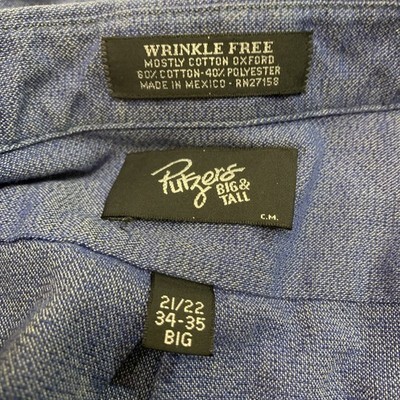 WRINKLE FREE
MOSTLY COTTON OXFORD
60% COTTON-40% POLYESTER
MADE IN MEXICO - RN27158
Putzers
BIG &
TALL
C.M.
21/22
34-35
BIG